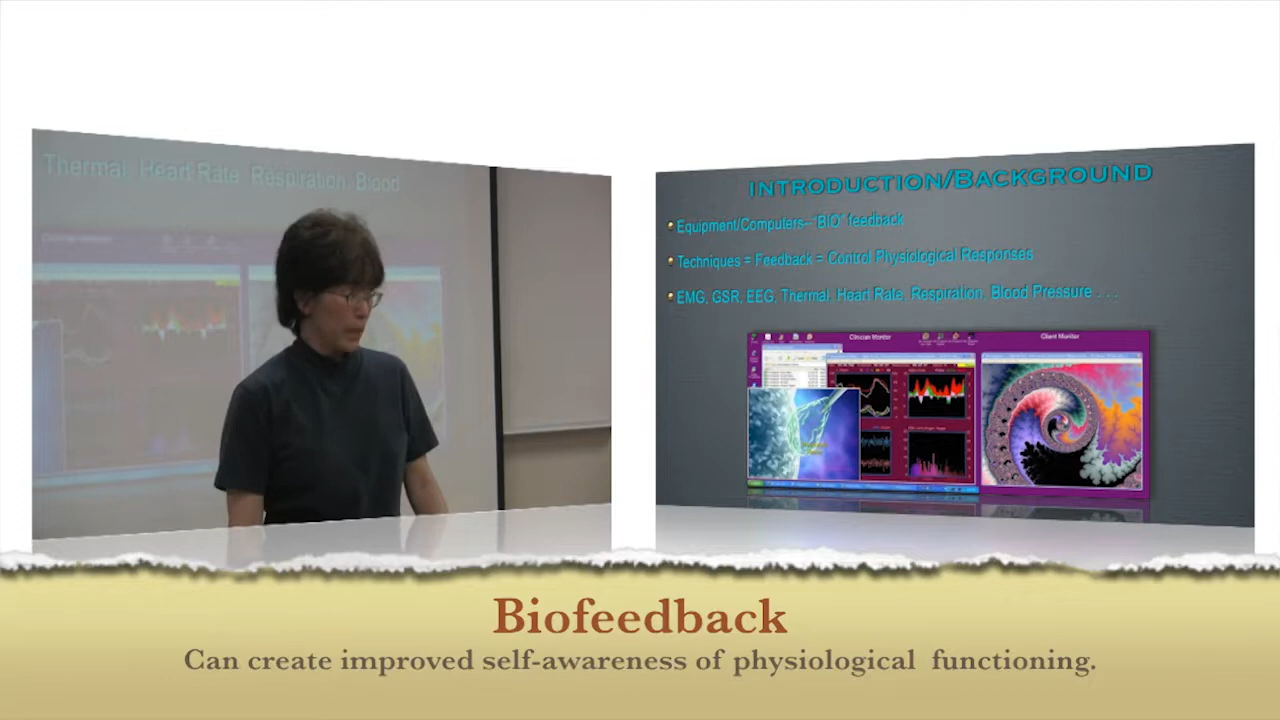 Thermal, Heart Rate, Respiration, Blood
INTRODUCTION/BACKGROUND
Equipment/Computers--"BIO" feedback
Techniques = Feedback = Control Physiological Responses
EMG, GSR, EEG, Thermal, Heart Rate, Respiration, Blood Pressure . . .
Clinician Monitor
Client Monitor
Biofeedback
Can create improved self-awareness of physiological functioning.